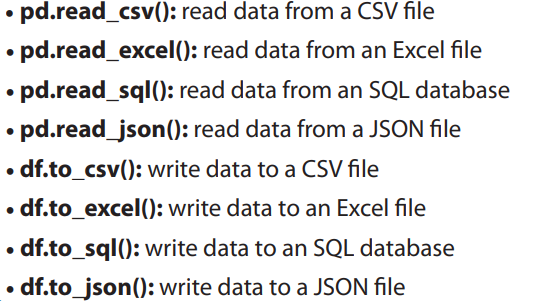 • pd.read_csv(): read data from a CSV file
• pd.read_excel(): read data from an Excel file
• pd.read_sql(): read data from an SQL database
• pd.read_json(): read data from a JSON file
• df.to_csv(): write data to a CSV file
• df.to_excel(): write data to an Excel file
• df.to_sql(): write data to an SQL database
• df.to_json(): write data to a JSON file